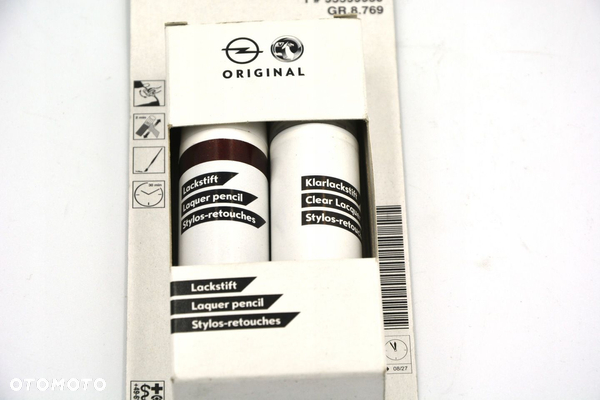 GR.8.769
ORIGINAL
Lackstift
Laquer pencil
Stylos-retouches
Klarlackstift
Clear Lacquer
Stylos-retouches
Lackstift
Laquer pencil
Stylos-retouches
08/27
OTOMOTO